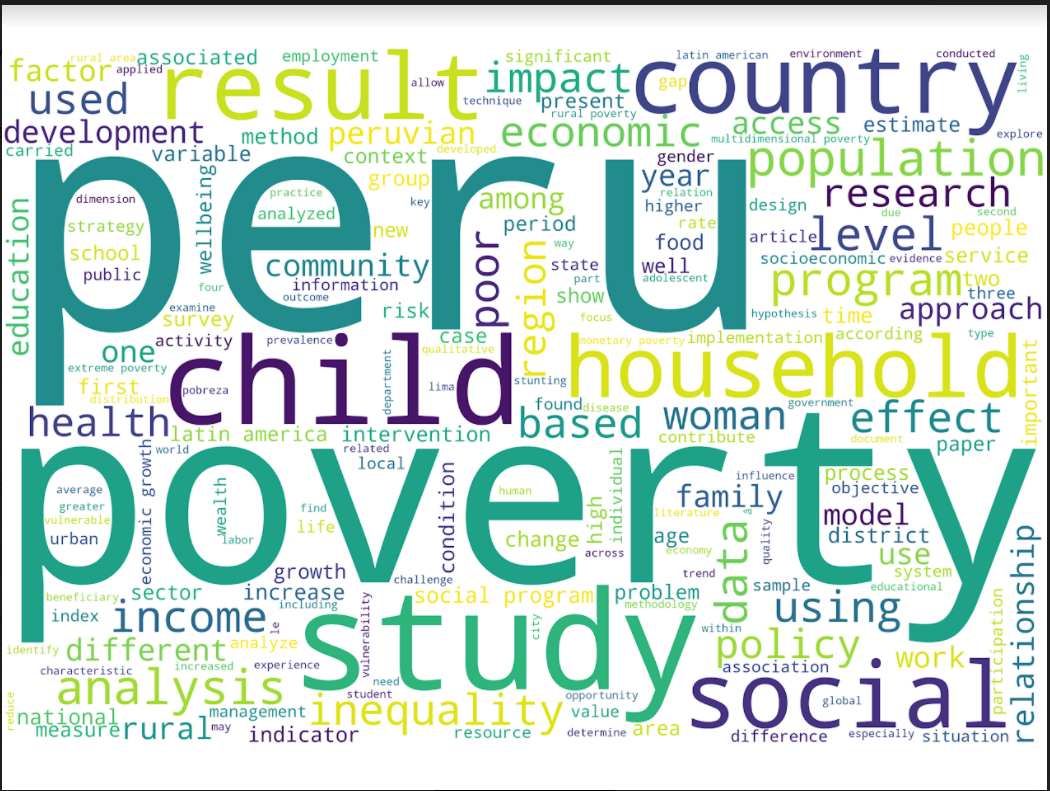 rural area
associated
employment
significant
latin american
environment
conducted
factor
applied
result
allow
impact
gap
country
living
used
technique
present
rural poverty
development
method
peruvian
economic
access
estimate
explore
multidimensional poverty
carried
variable
context
developed
gender
population
peru
group
year
dimension
wellbeing
practice
key
among
relation
research
strategy
analyzed
new
period
higher
design
due
second
education
school
rate
article
level
people
public
community
poor
region
way
food
socioeconomic
evidence
service
information
state
well
four
outcome
part
adolescent
program
two
examine
risk
show
three
survey
focus
hypothesis
time
approach
activity
prevalence
case
monetary poverty
implementation
according
type
one
child
qualitative
household
important
extreme poverty
department
first
pobreza
lima
stunting
distribution
found
disease
woman
government
effect
health
based
latin america
intervention
contribute
document
paper
world
related
local
poverty
economic growth
condition
individual
high
influence
process
average
wealth
human
family
objective
greater
find
vulnerable
life
literature
model
urban
labor
change
age
data
a
quality
district
across
economy
use
growth
challenge
trend
system
relationship
beneficiary
sector
increase
social program
problem
sample
educational
index
income
including
study
methodology
using
participation
le
vulnerability
city
within
identify
different
analyze
policy
work
characteristic
increased
experience
association
analysis
need
student
opportunity
social
reduce
national
management
inequality
value
global
measure
rural
may
indicator
resource
determine
area
difference
especially
situation